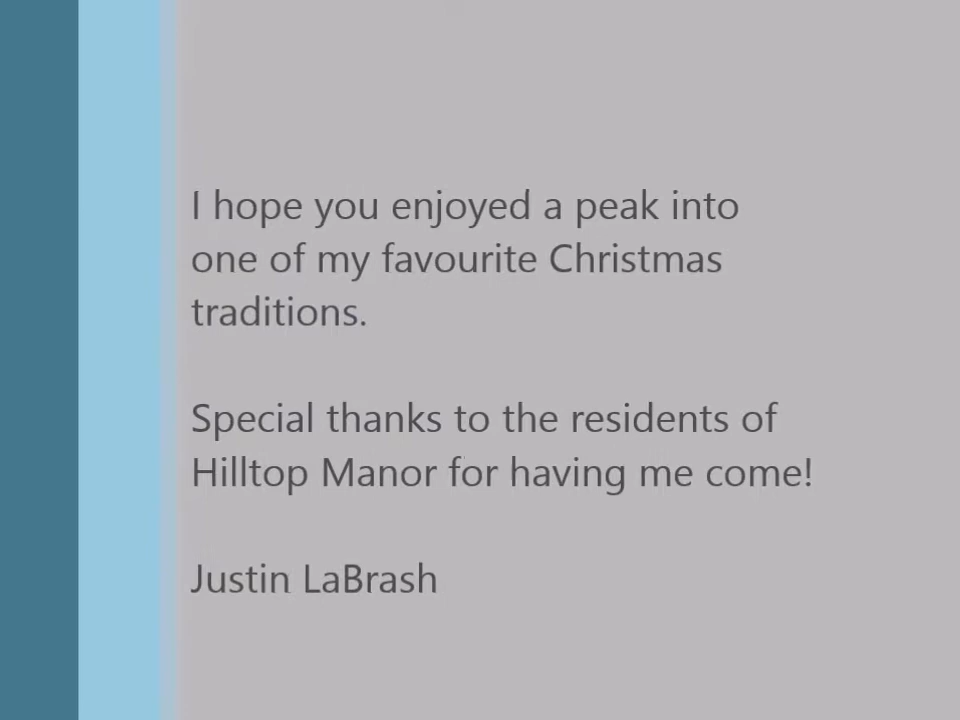 I hope you enjoyed a peak into
one of my favourite Christmas
traditions.
Special thanks to the residents of
Hilltop Manor for having me come!
Justin LaBrash